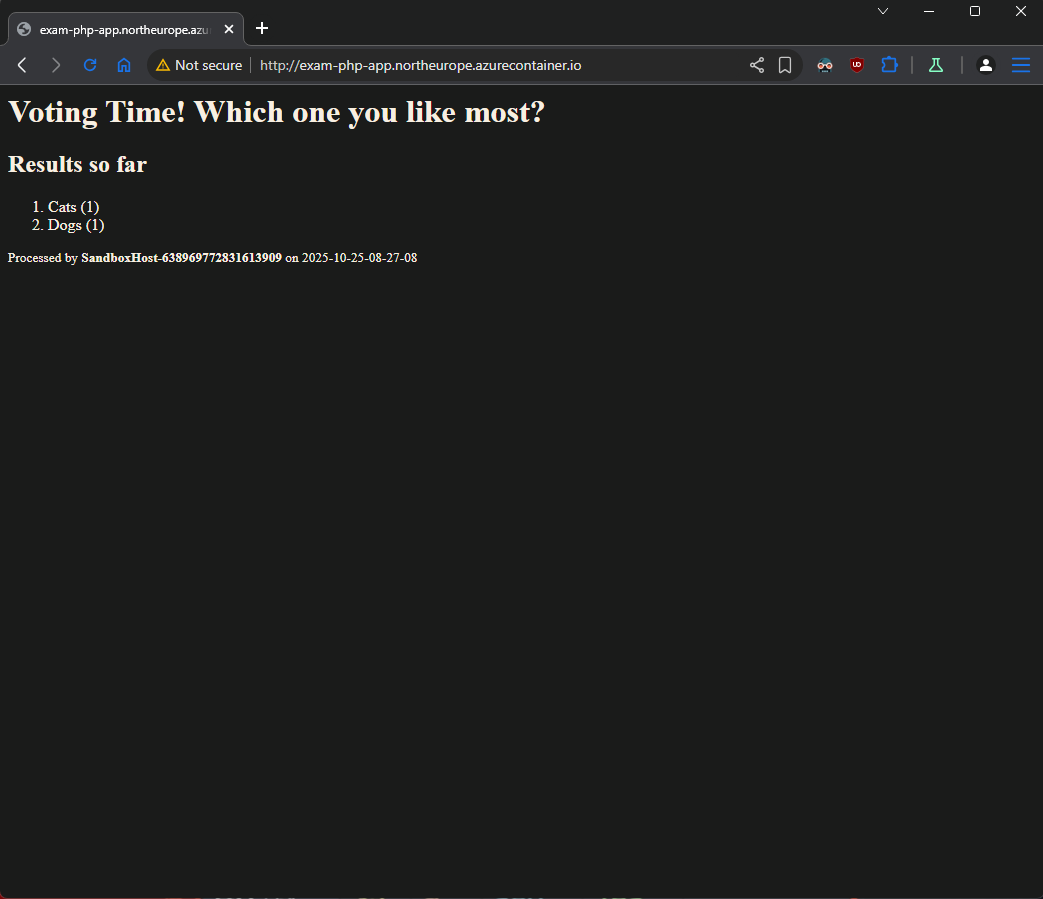 exam-php-app.northeurope.azu
Not secure
http://exam-php-app.northeurope.azurecontainer.io
Voting Time! Which one you like most?
Results so far
1. Cats (1)
2. Dogs (1)
Processed by SandboxHost-638969772831613909 on 2025-10-25-08-27-08